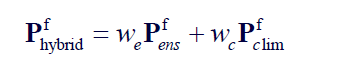 P^f_hybrid = w_e P^f_ens + w_c P^f_clim